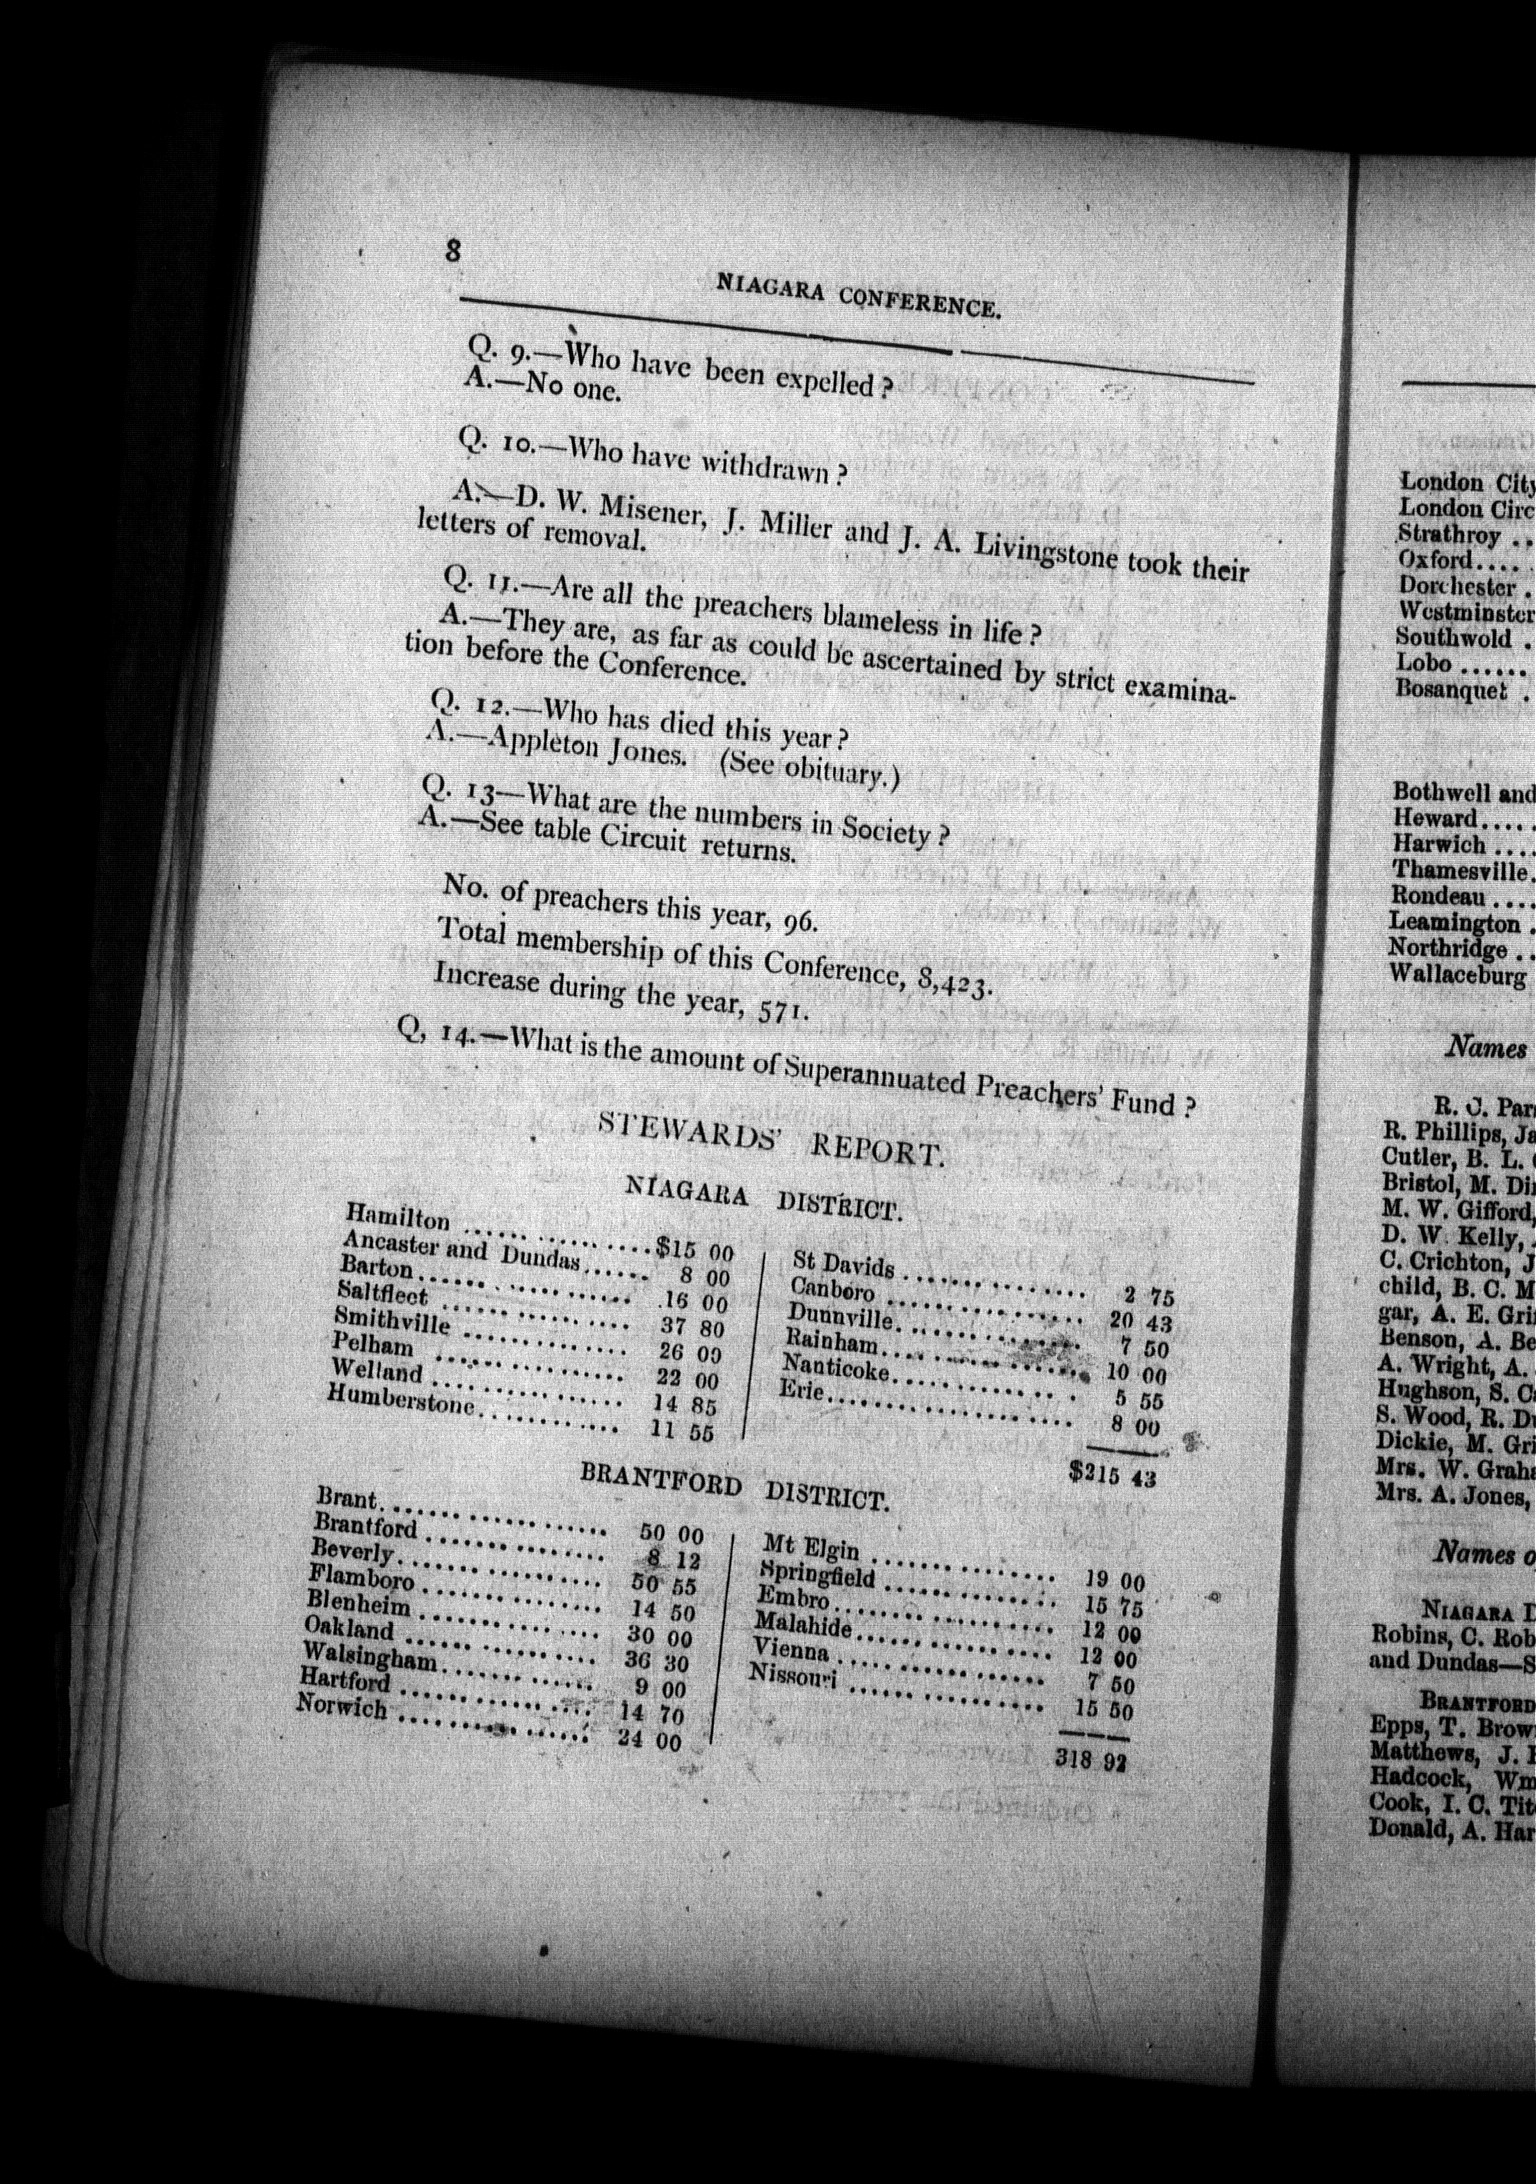 8
NIAGARA CONFERENCE.
Q. 9.—Who have been expelled?
A.—No one.
Q. 10.—Who have withdrawn?
A.—D. W. Misener, J. Miller and J. A. Livingstone took their
letters of removal.
Q. 11.—Are all the preachers blameless in life?
A.—They are, as far as could be ascertained by strict examina-
tion before the Conference.
Q. 12.—Who has died this year?
A.—Appleton Jones. (See obituary.)
Q. 13—What are the numbers in Society?
A.—See table Circuit returns.
No. of preachers this year, 96.
Total membership of this Conference, 8,423.
Increase during the year, 571.
Q, 14.—What is the amount of Superannuated Preachers' Fund?
STEWARDS' REPORT.
NIAGARA DISTRICT.
Hamilton .................. $15 00
Ancaster and Dundas...... 8 00
Barton.................. 16 00
Saltfleet .................. 37 80
Smithville ................ 26 00
Pelham .................. 22 00
Welland .................. 14 85
Humberstone............. 11 55
St Davids .................. 2 75
Canboro .................. 20 43
Dunnville.................. 7 50
Rainham.................. 10 00
Nanticoke................ 5 55
Erie...................... 8 00
$215 43
BRANTFORD DISTRICT.
Brant...................... 50 00
Brantford .................. 8 12
Beverly.................... 50 55
Flamboro .................. 14 50
Blenheim .................. 30 00
Oakland .................. 36 30
Walsingham.............. 9 00
Hartford .................. 14 70
Norwich .................. 24 00
Mt Elgin .................. 19 00
Springfield ................ 15 75
Embro.................... 12 00
Malahide.................. 12 00
Vienna .................... 7 50
Nissouri .................. 15 50
318 92
London City
London Circ
Strathroy ..
Oxford.....
Dorchester .
Westminster
Southwold .
Lobo ......
Bosanquet .
Bothwell and
Heward.....
Harwich ....
Thamesville.
Rondeau ....
Leamington .
Northridge ..
Wallaceburg
Names
R. J. Par
R. Phillips, Ja
Cutler, B. L.
Bristol, M. Di
M. W. Gifford,
D. W. Kelly,
C. Crichton, J
child, B. C. M
gar, A. E. Gri
Benson, A. Be
A. Wright, A.
Hughson, S. C
S. Wood, R. D
Dickie, M. Gri
Mrs. W. Graha
Mrs. A. Jones,
Names o
NIAGARA D
Robins, C. Rob
and Dundas—S
BRANTFORD
Epps, T. Brow
Matthews, J.
Hadcock, Wm
Cook, I. C. Tit
Donald, A. Har